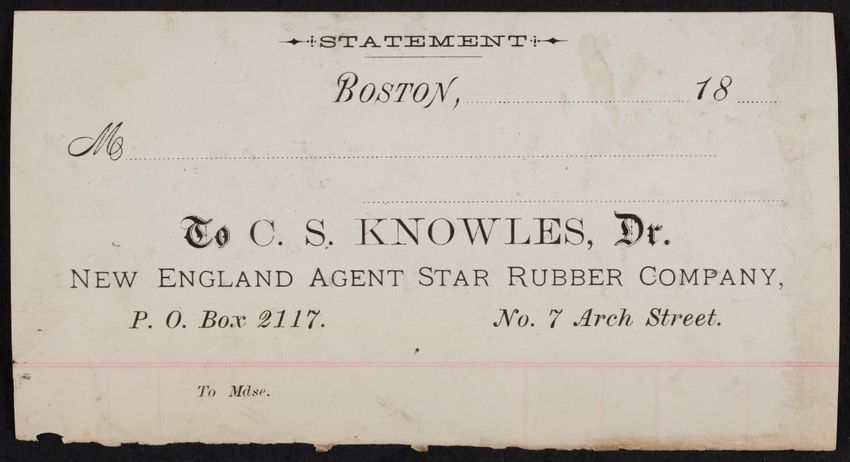 STATEMENT
BOSTON, 18
M
To C. S. KNOWLES, Dr.
NEW ENGLAND AGENT STAR RUBBER COMPANY,
P. O. Box 2117. No. 7 Arch Street.
To Mdse.